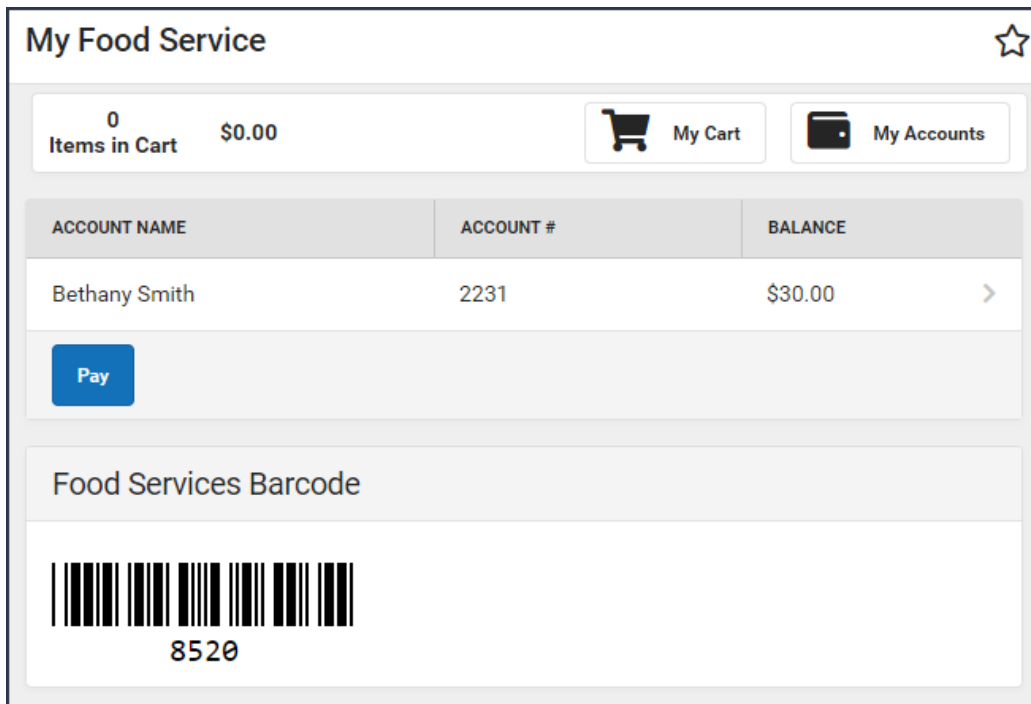 My Food Service
0
Items in Cart
$0.00
My Cart
My Accounts
ACCOUNT NAME ACCOUNT # BALANCE
Bethany Smith 2231 $30.00
Pay
Food Services Barcode
8520